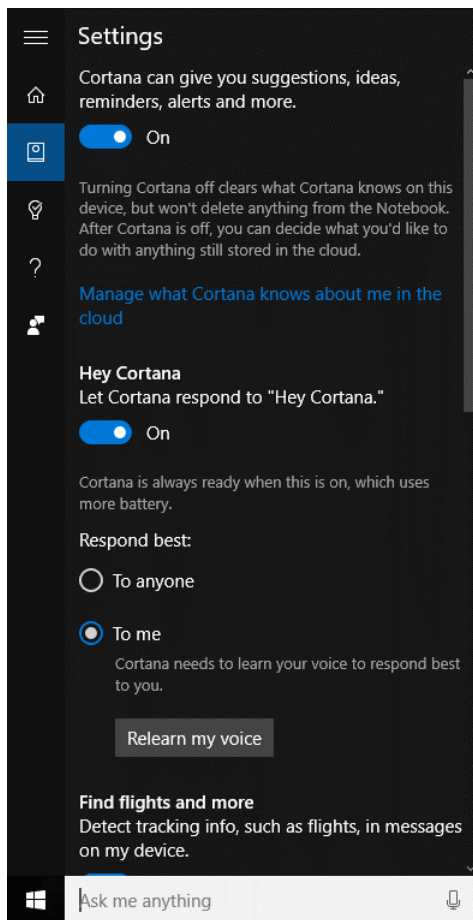 Settings
Cortana can give you suggestions, ideas,
reminders, alerts and more.
On
Turning Cortana off clears what Cortana knows on this
device, but won't delete anything from the Notebook.
After Cortana is off, you can decide what you'd like to
do with anything still stored in the cloud.
Manage what Cortana knows about me in the
cloud
Hey Cortana
Let Cortana respond to "Hey Cortana."
On
Cortana is always ready when this is on, which uses
more battery.
Respond best:
To anyone
To me
Cortana needs to learn your voice to respond best
to you.
Relearn my voice
Find flights and more
Detect tracking info, such as flights, in messages
on my device.
Ask me anything